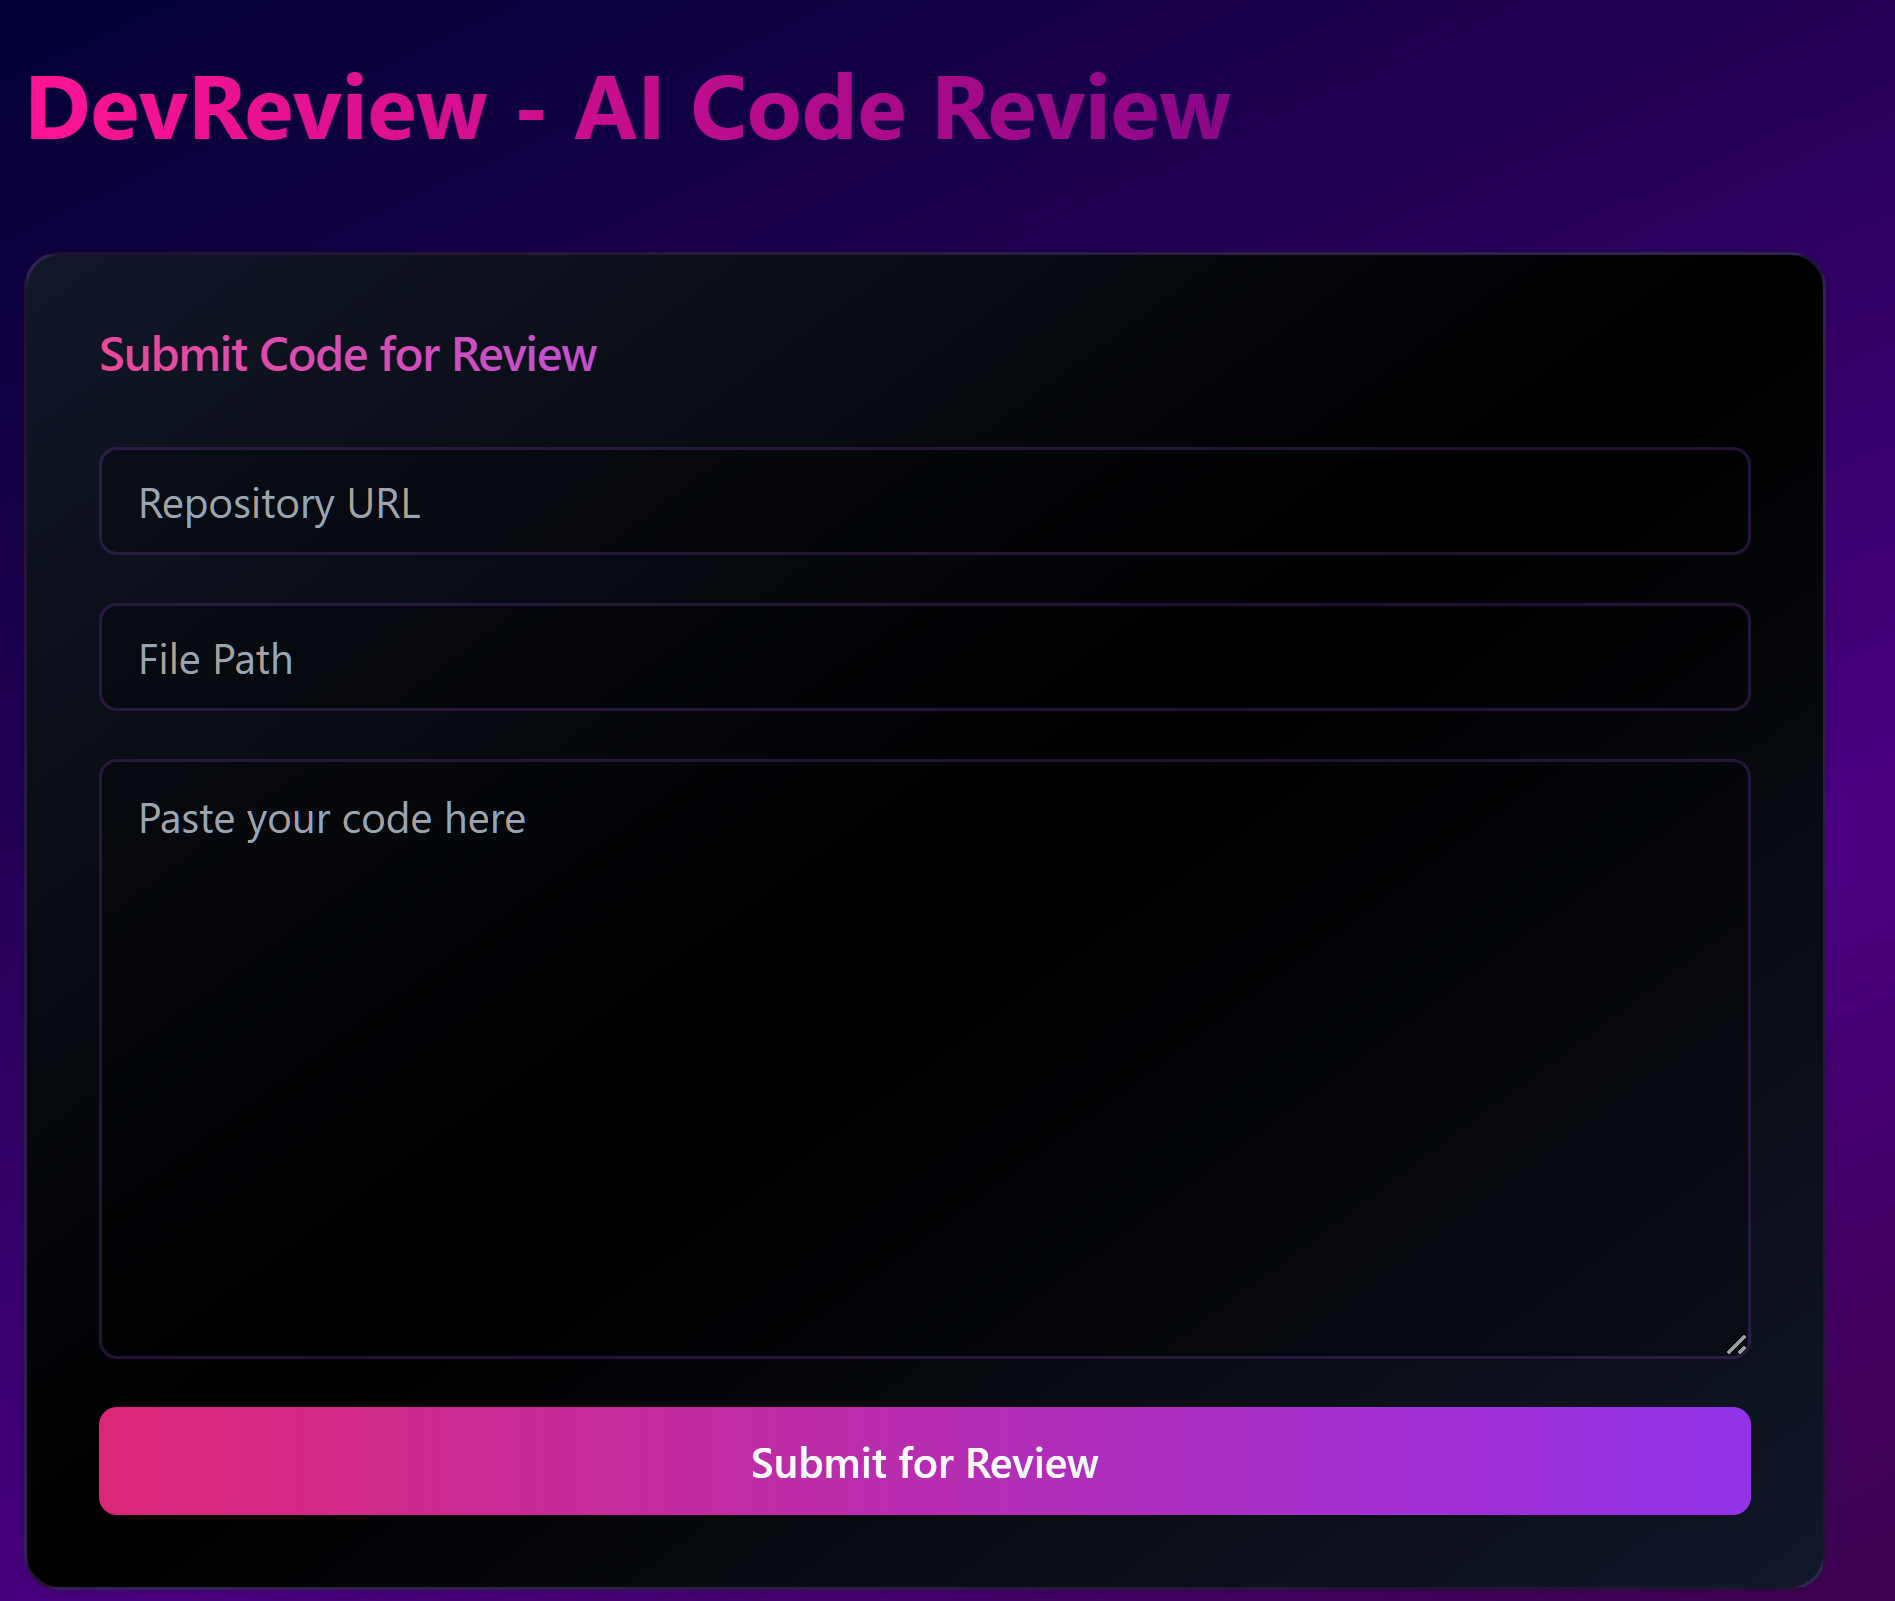 DevReview - AI Code Review
Submit Code for Review
Repository URL
File Path
Paste your code here
Submit for Review